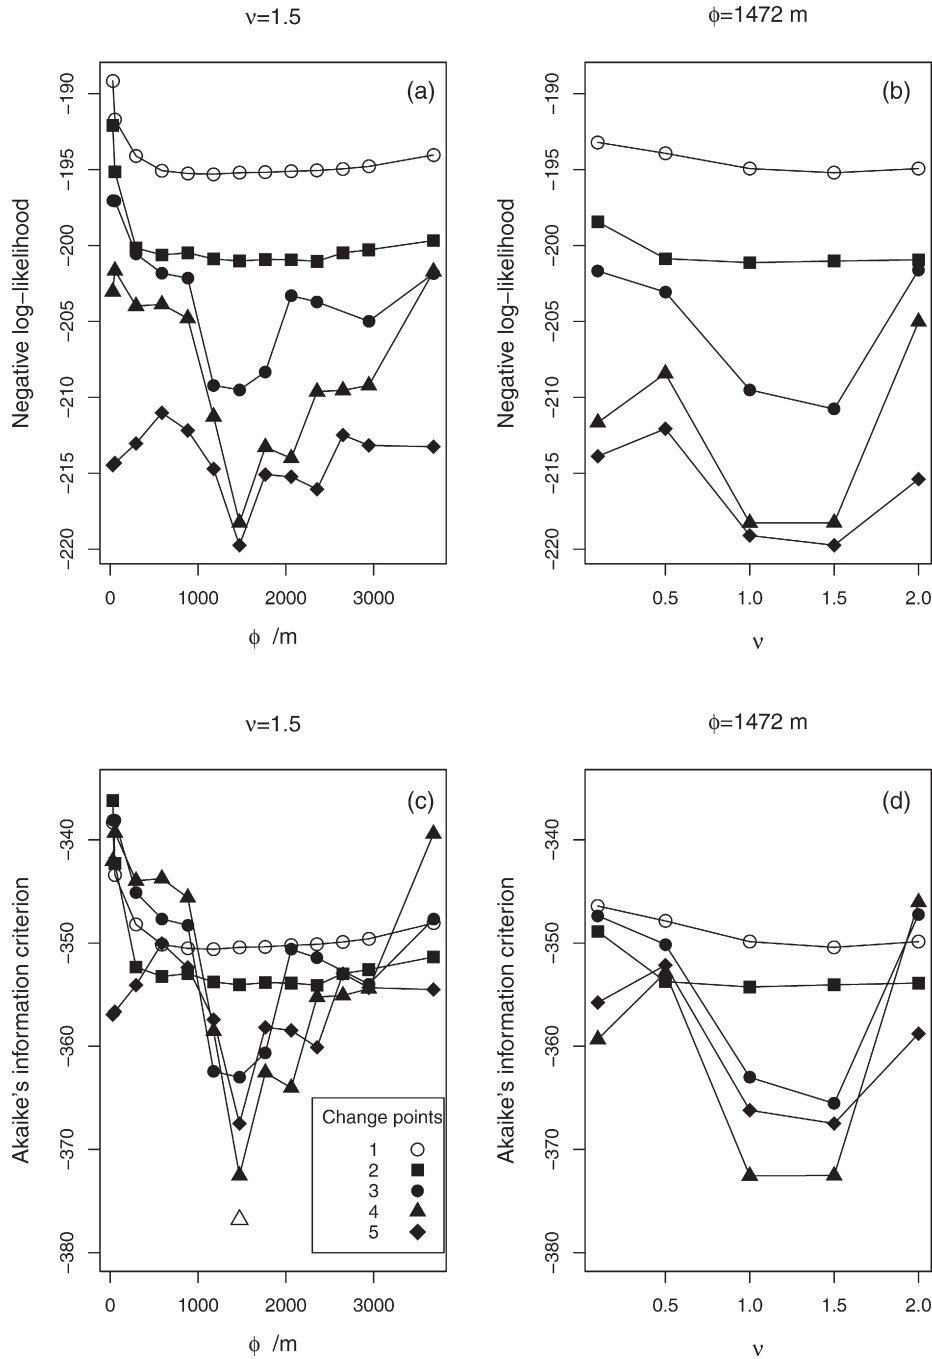 ν=1.5
ϕ=1472 m
(a)
(b)
Negative log−likelihood
−190
−195
−200
−205
−210
−215
−220
0
1000
2000
3000
ϕ /m
Negative log−likelihood
−190
−195
−200
−205
−210
−215
−220
0.5
1.0
1.5
2.0
ν
ν=1.5
ϕ=1472 m
(c)
(d)
Akaike's information criterion
−340
−350
−360
−370
−380
0
1000
2000
3000
ϕ /m
Change points
1
2
3
4
5
Akaike's information criterion
−340
−350
−360
−370
−380
0.5
1.0
1.5
2.0
ν